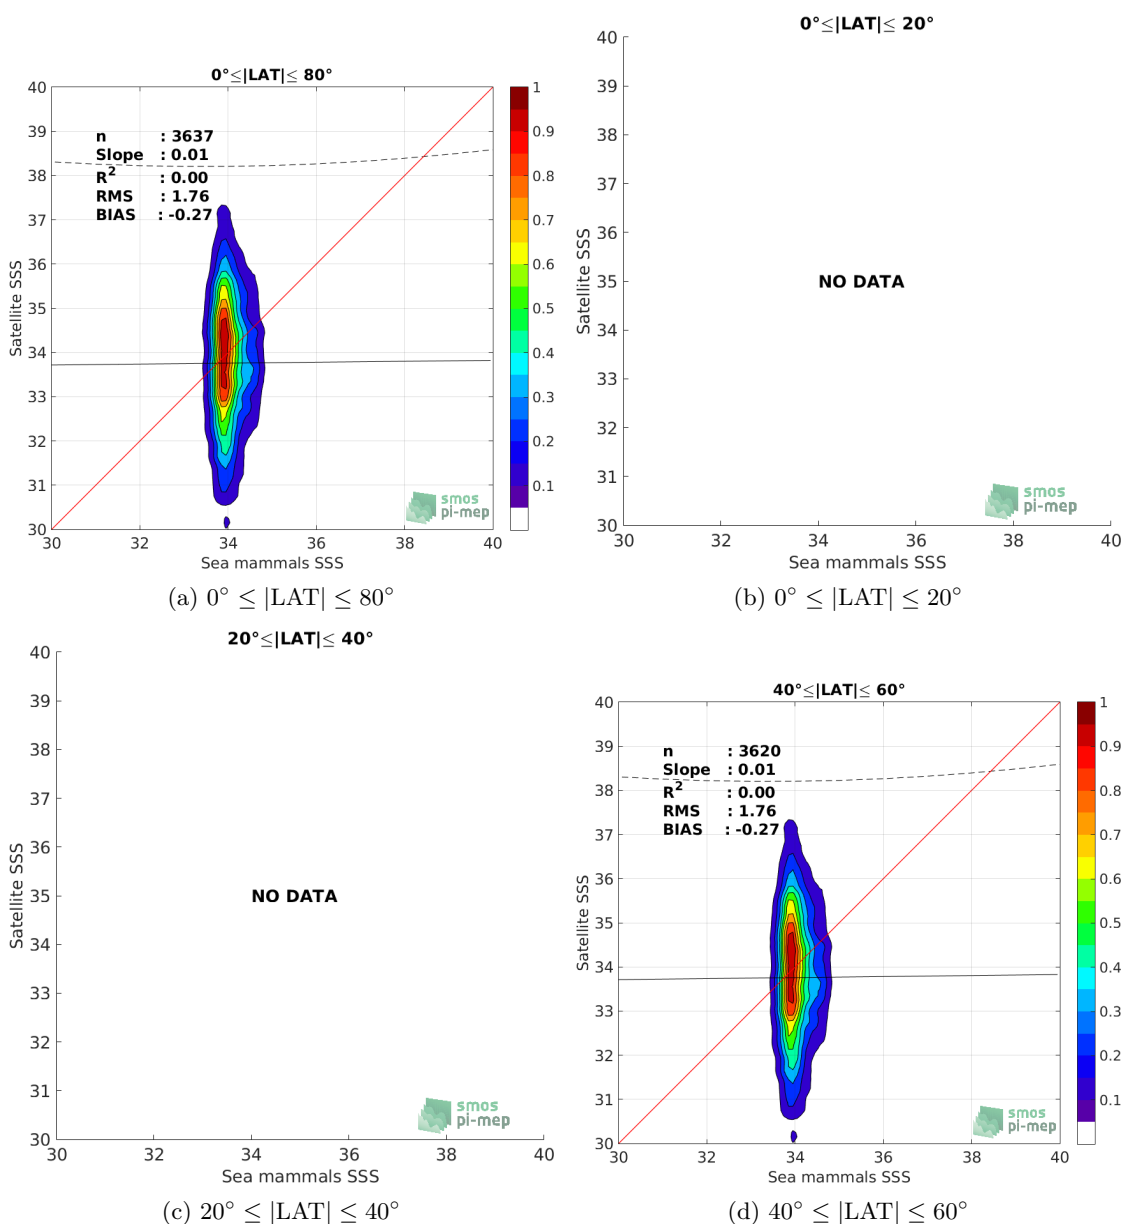 0°≤|LAT|≤ 80°
40
39
38
37
36
35
34
33
32
31
30
Satellite SSS
n : 3637
Slope : 0.01
R² : 0.00
RMS : 1.76
BIAS : -0.27
1
0.9
0.8
0.7
0.6
0.5
0.4
0.3
0.2
0.1
smos
pi-mep
30 32 34 36 38 40
Sea mammals SSS
(a) 0° ≤ |LAT| ≤ 80°
0°≤|LAT|≤ 20°
40
39
38
37
36
35
34
33
32
31
30
Satellite SSS
NO DATA
smos
pi-mep
30 32 34 36 38 40
Sea mammals SSS
(b) 0° ≤ |LAT| ≤ 20°
20°≤|LAT|≤ 40°
40
39
38
37
36
35
34
33
32
31
30
Satellite SSS
NO DATA
smos
pi-mep
30 32 34 36 38 40
Sea mammals SSS
(c) 20° ≤ |LAT| ≤ 40°
40°≤|LAT|≤ 60°
40
39
38
37
36
35
34
33
32
31
30
Satellite SSS
n : 3620
Slope : 0.01
R² : 0.00
RMS : 1.76
BIAS : -0.27
1
0.9
0.8
0.7
0.6
0.5
0.4
0.3
0.2
0.1
smos
pi-mep
30 32 34 36 38 40
Sea mammals SSS
(d) 40° ≤ |LAT| ≤ 60°